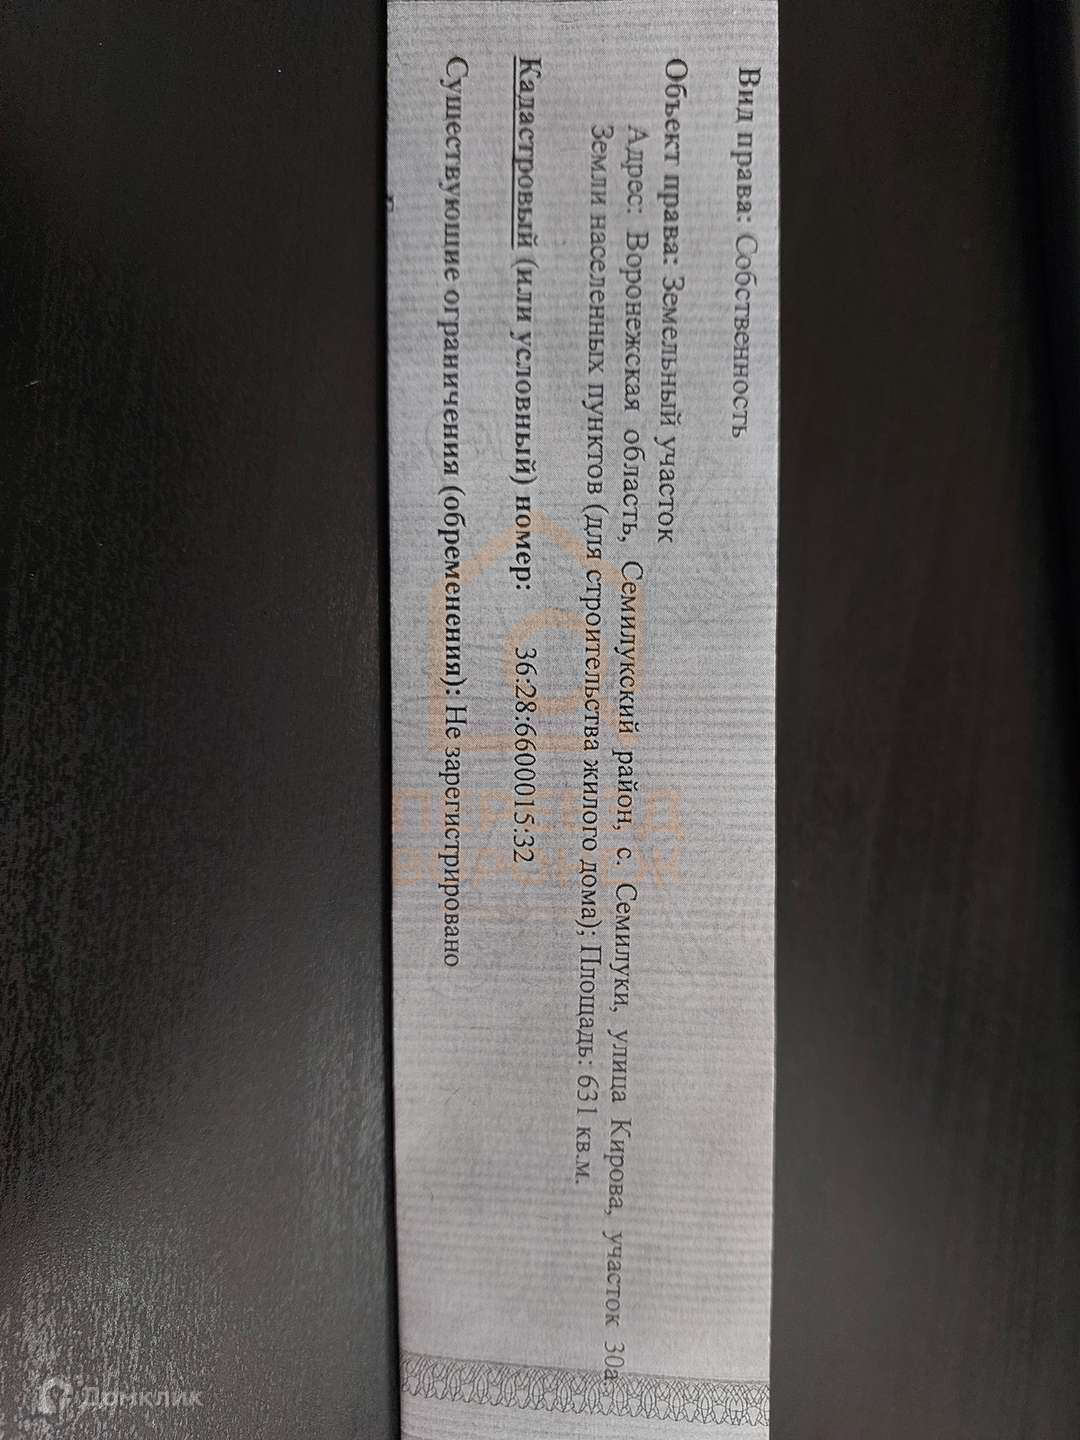 Вид права: Собственность
Объект права: Земельный участок
Адрес: Воронежская область, Семилукский район, с. Семилуки, улица Кирова, участок 30а.
Земли населенных пунктов (для строительства жилого дома); Площадь: 631 кв.м.
Кадастровый (или условный) номер: 36:28:6600015:32
Существующие ограничения (обременения): Не зарегистрировано
ПЕРЕЕЗД
ВОРОНЕЖ
Домклик